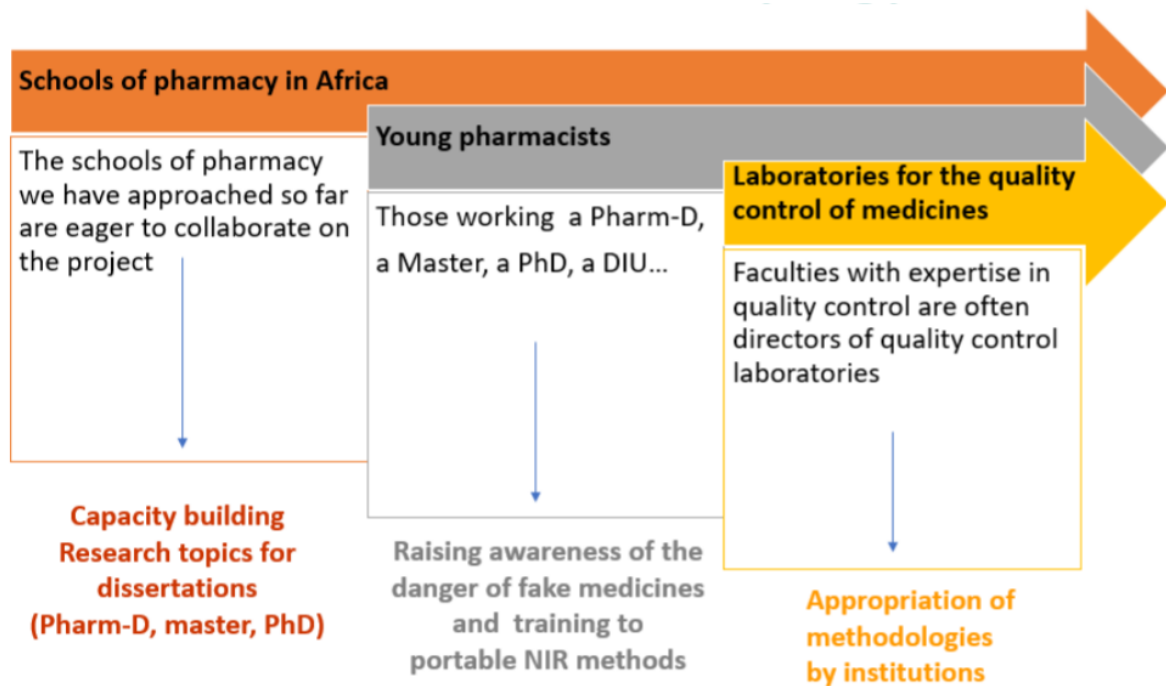 Schools of pharmacy in Africa
The schools of pharmacy
we have approached so far
are eager to collaborate on
the project
Capacity building
Research topics for
dissertations
(Pharm-D, master, PhD)
Young pharmacists
Those working a Pharm-D,
a Master, a PhD, a DIU...
Raising awareness of the
danger of fake medicines
and training to
portable NIR methods
Laboratories for the quality
control of medicines
Faculties with expertise in
quality control are often
directors of quality control
laboratories
Appropriation of
methodologies
by institutions